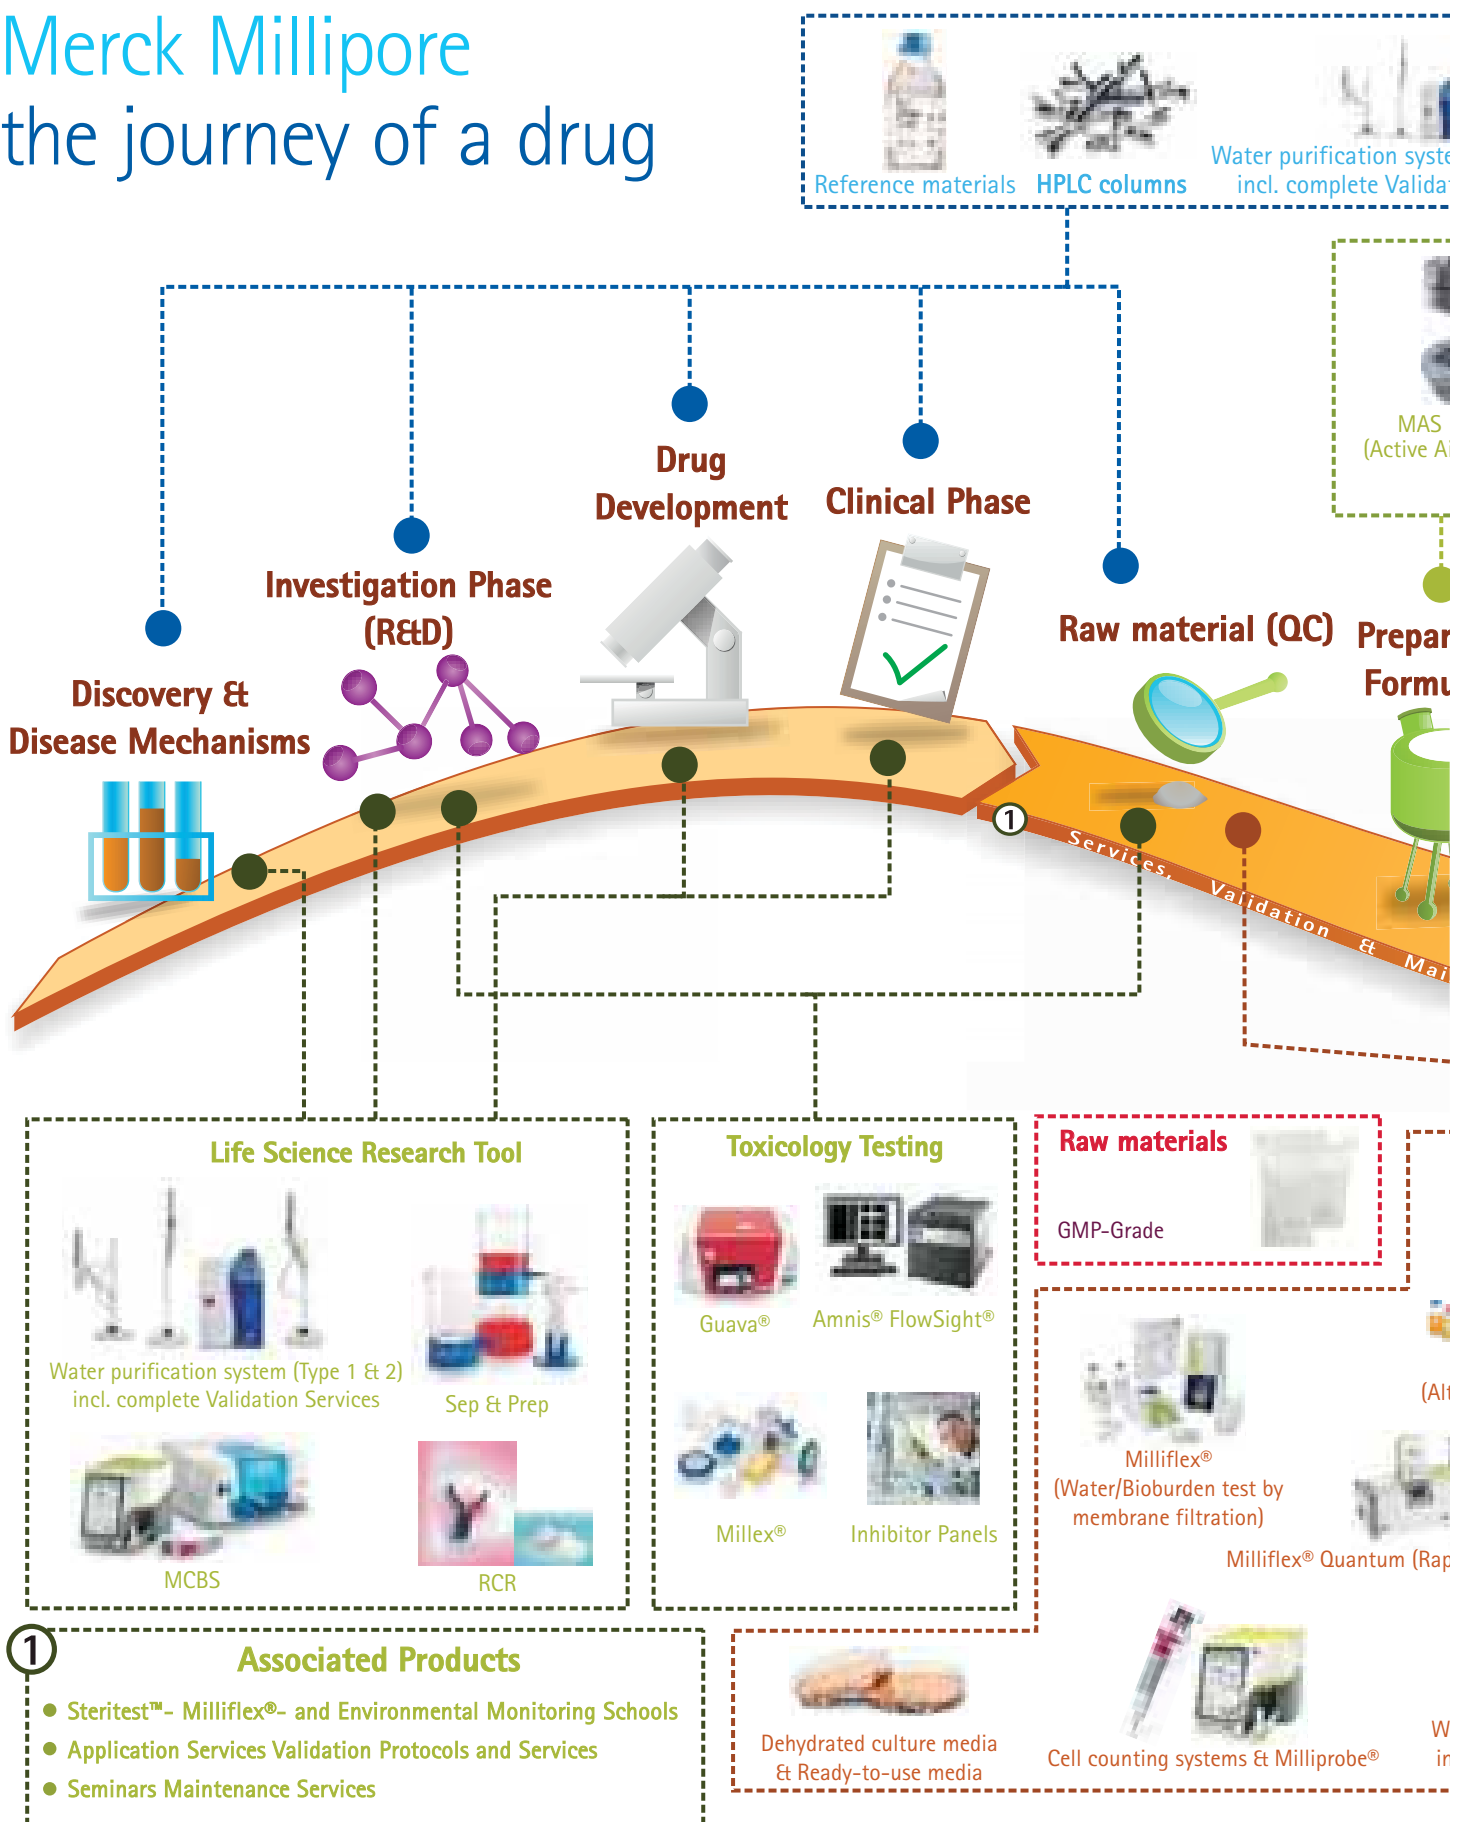 Merck Millipore
the journey of a drug
Reference materials
HPLC columns
Water purification syste
incl. complete Valida
MAS
(Active Ai
Drug
Development
Clinical Phase
Investigation Phase
(R&D)
Raw material (QC)
Prepar
Formu
Discovery &
Disease Mechanisms
1
Services, Validation & Mai
Life Science Research Tool
Water purification system (Type 1 & 2)
incl. complete Validation Services
Sep & Prep
MCBS
RCR
Toxicology Testing
Guava®
Amnis® FlowSight®
Millex®
Inhibitor Panels
Raw materials
GMP-Grade
(Alt
Milliflex®
(Water/Bioburden test by
membrane filtration)
Milliflex® Quantum (Rap
Dehydrated culture media
& Ready-to-use media
Cell counting systems & Milliprobe®
W
in
1
Associated Products
● Steritest™- Milliflex®- and Environmental Monitoring Schools
● Application Services Validation Protocols and Services
● Seminars Maintenance Services